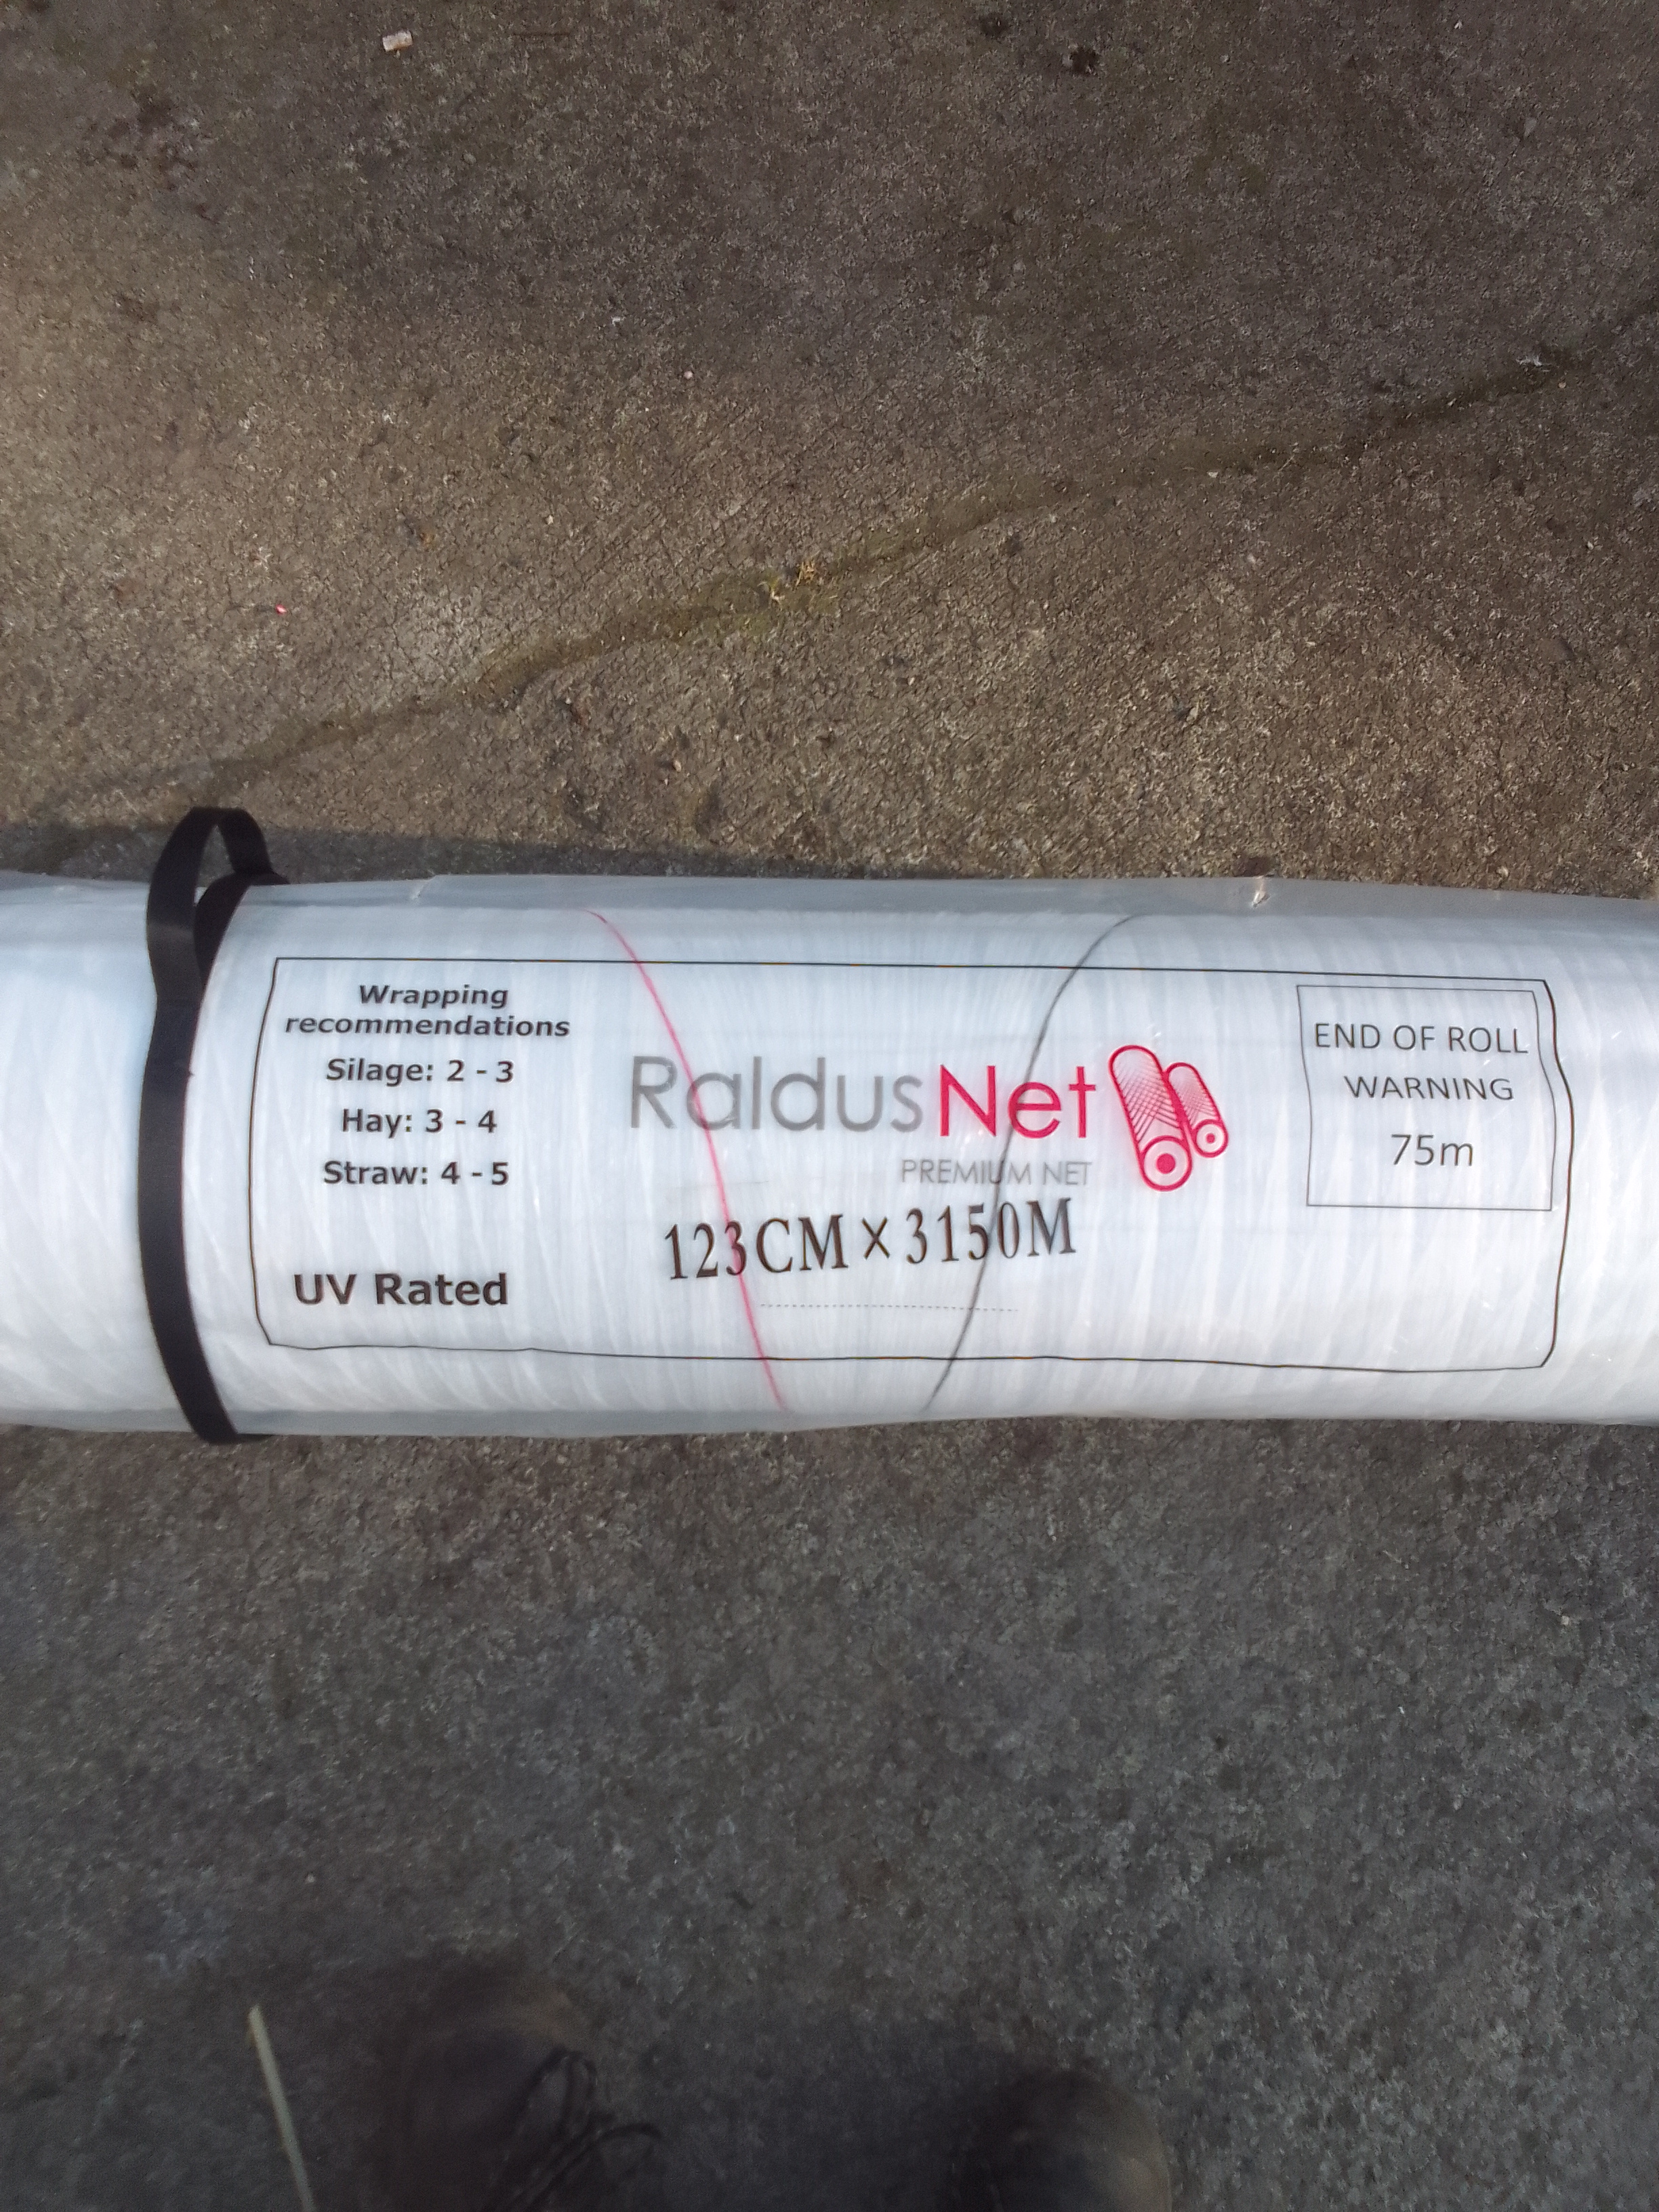 Wrapping
recommendations
Silage: 2 - 3
Hay: 3 - 4
Straw: 4 - 5
UV Rated
RaldusNet
PREMIUM NET
123CM × 3150M
END OF ROLL
WARNING
75m